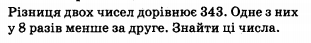 Різниця двох чисел дорівнює 343. Одне з них
у 8 разів менше за друге. Знайти ці числа.